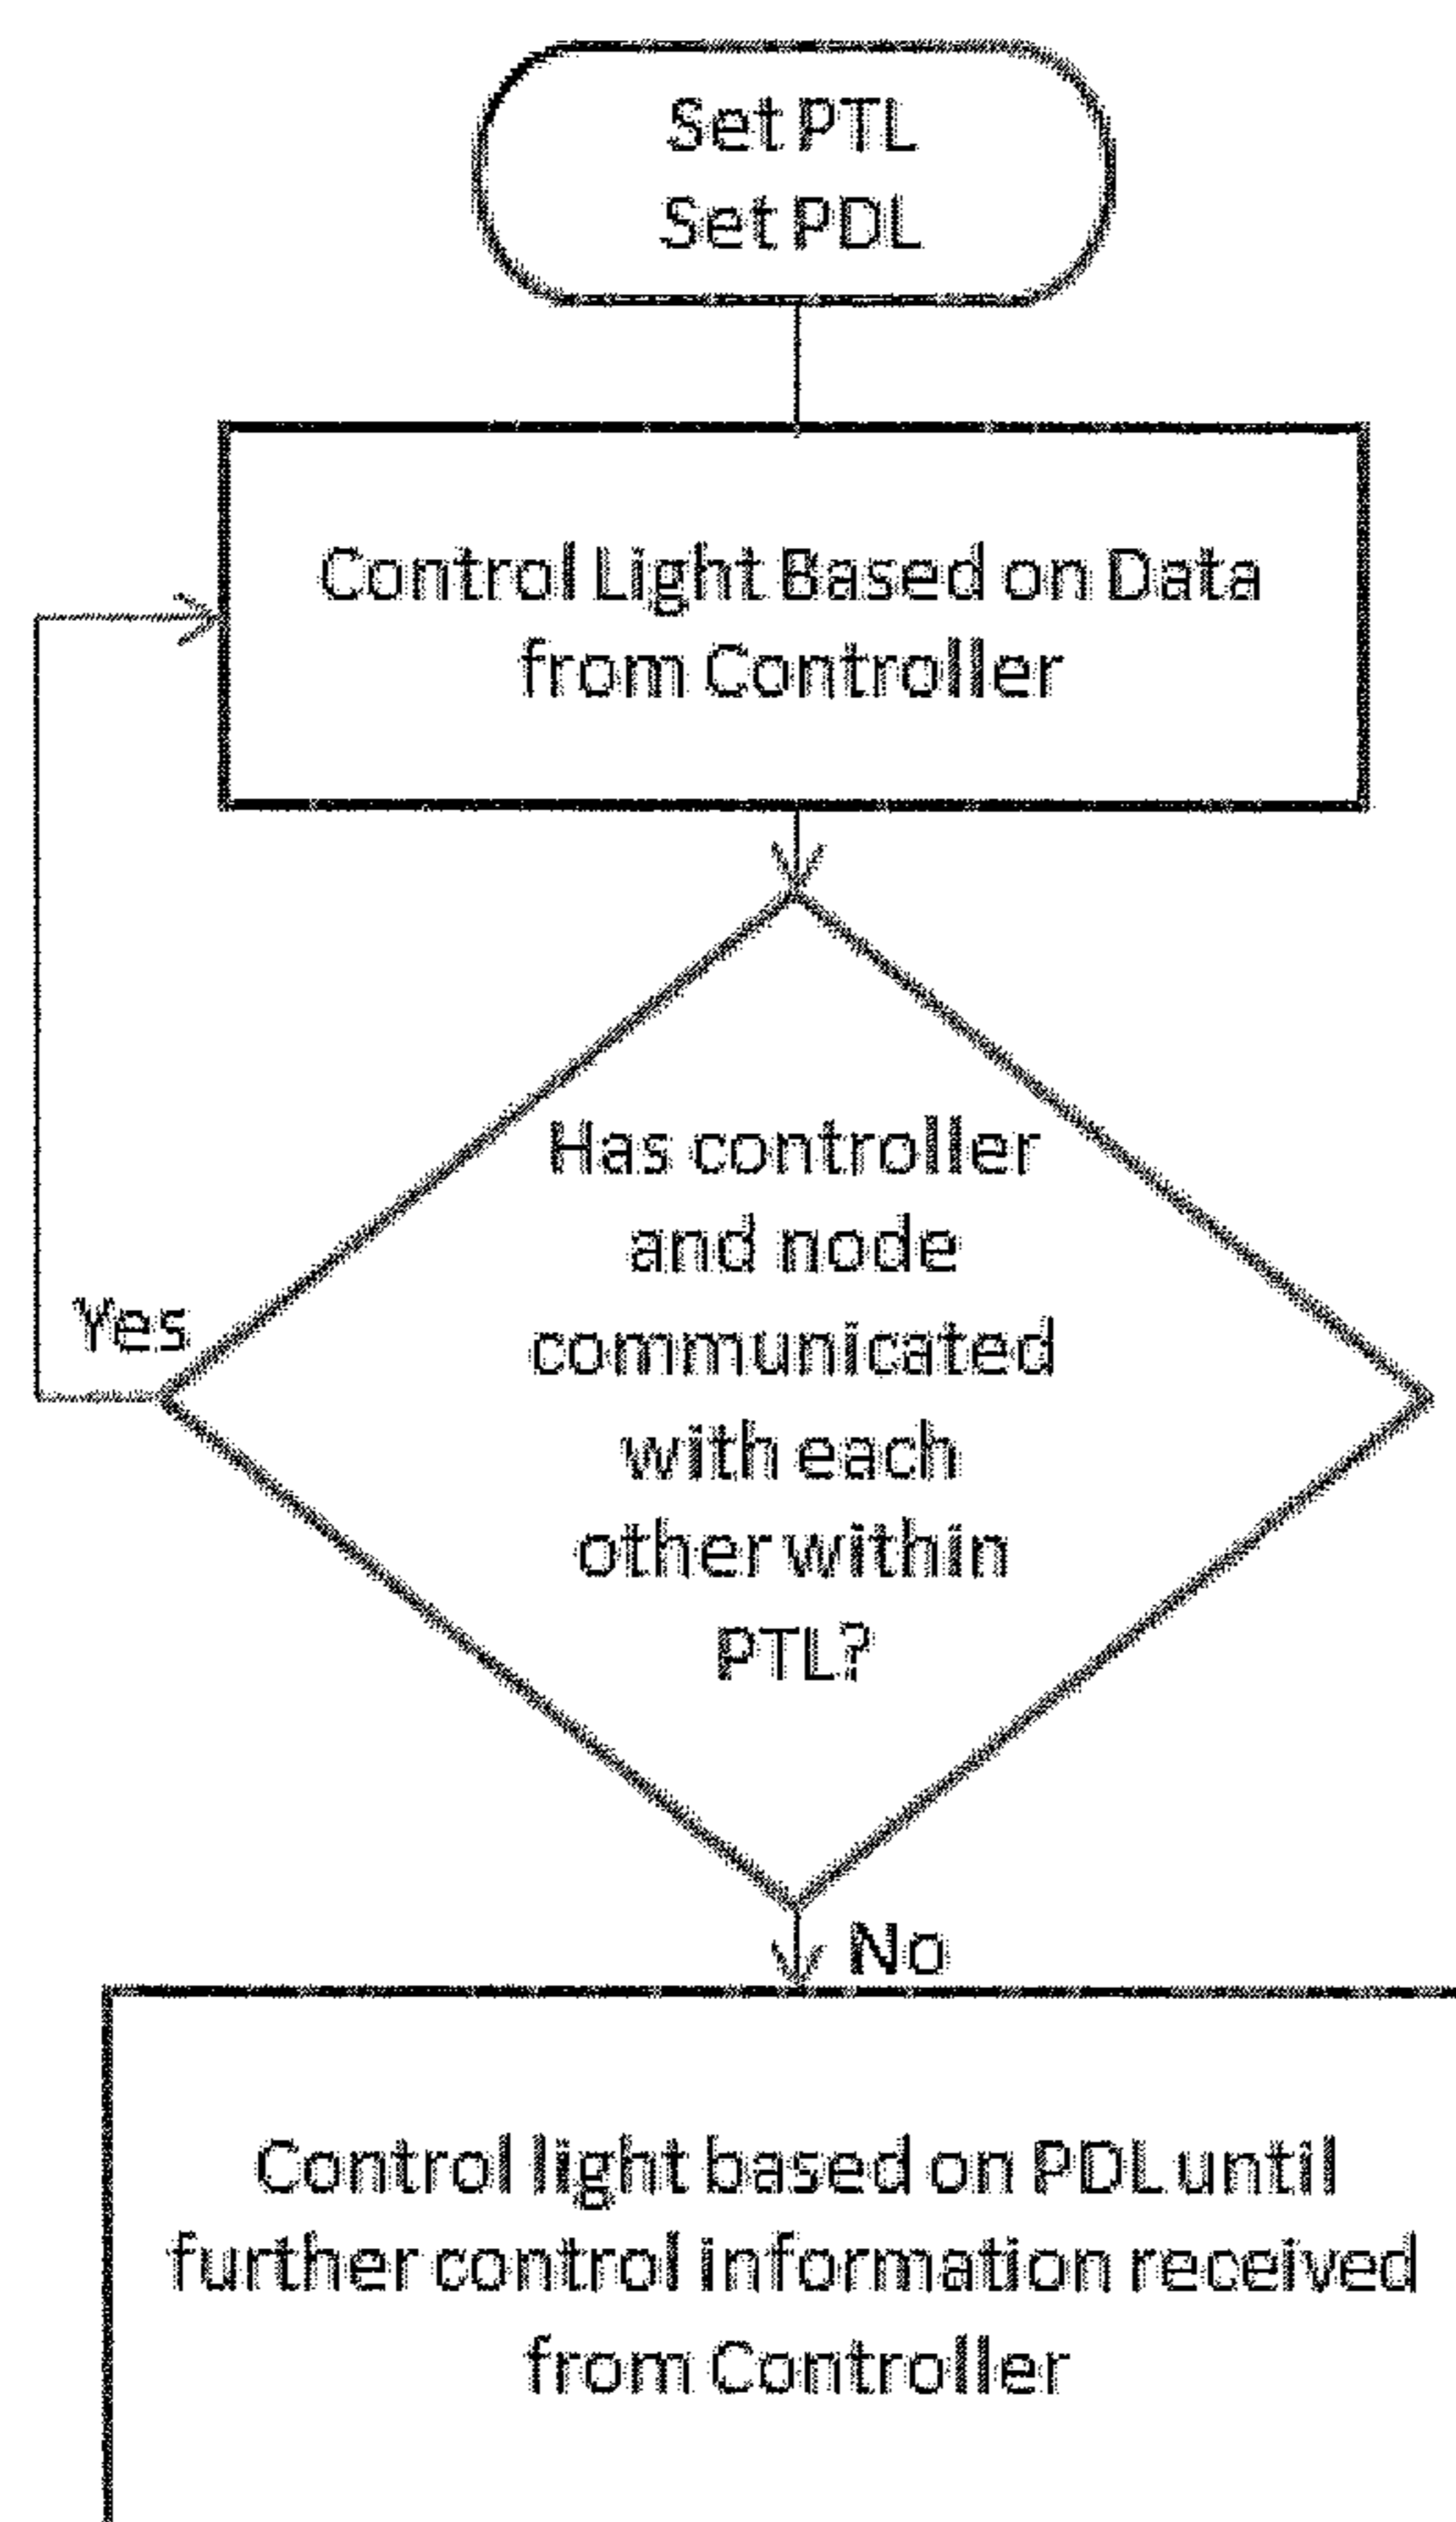 Set PTL
Set PDL
Control Light Based on Data
from Controller
Has controller
and node
communicated
with each
other within
PTL?
Yes
No
Control light based on PDL until
further control information received
from Controller